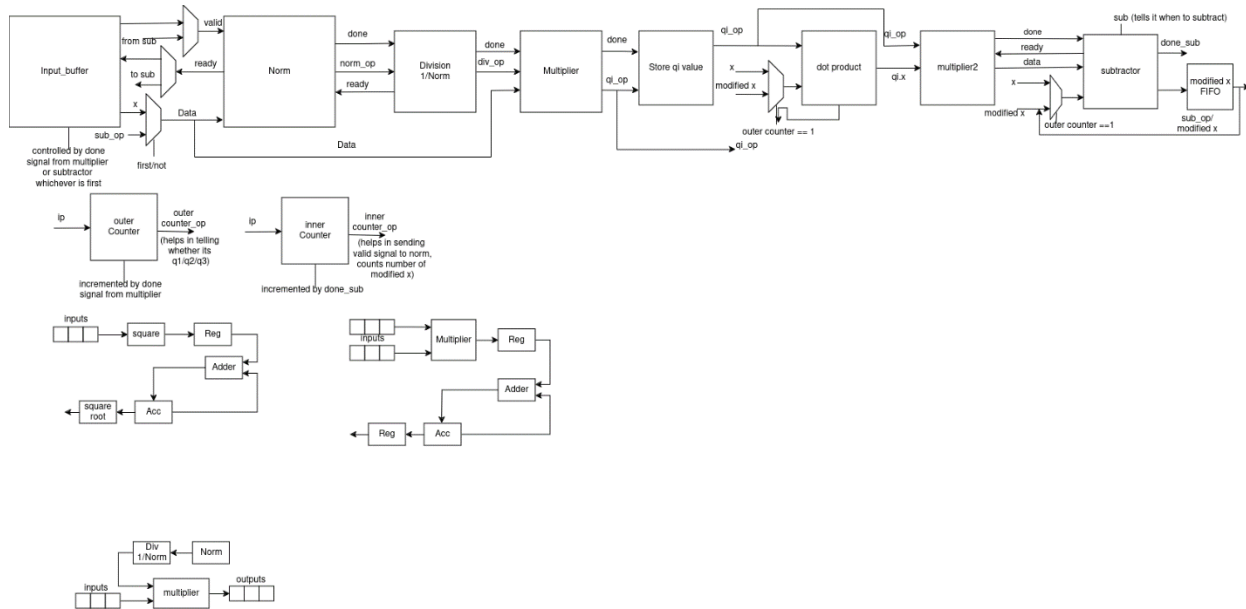 Input_buffer
from sub
valid
to sub
ready
x
sub_op
Data
first/not
controlled by done
signal from multiplier
or subtractor
whichever is first
Norm
done
norm_op
ready
Data
Division
1/Norm
done
div_op
Multiplier
done
qi_op
Store qi value
qi_op
x
modified x
outer counter == 1
qi_op
dot product
qi_op
qi.x
multiplier2
done
ready
data
x
modified x
outer counter ==1
sub (tells it when to subtract)
subtractor
done_sub
modified x
FIFO
sub_op/
modified x
ip
outer
Counter
outer
counter_op
(helps in telling
whether its
q1/q2/q3)
incremented by done
signal from multiplier
ip
inner
Counter
inner
counter_op
(helps in sending
valid signal to norm,
counts number of
modified x)
incremented by done_sub
inputs
square
Reg
Adder
square
root
Acc
inputs
Multiplier
Reg
Adder
Reg
Acc
Div
1/Norm
Norm
inputs
multiplier
outputs